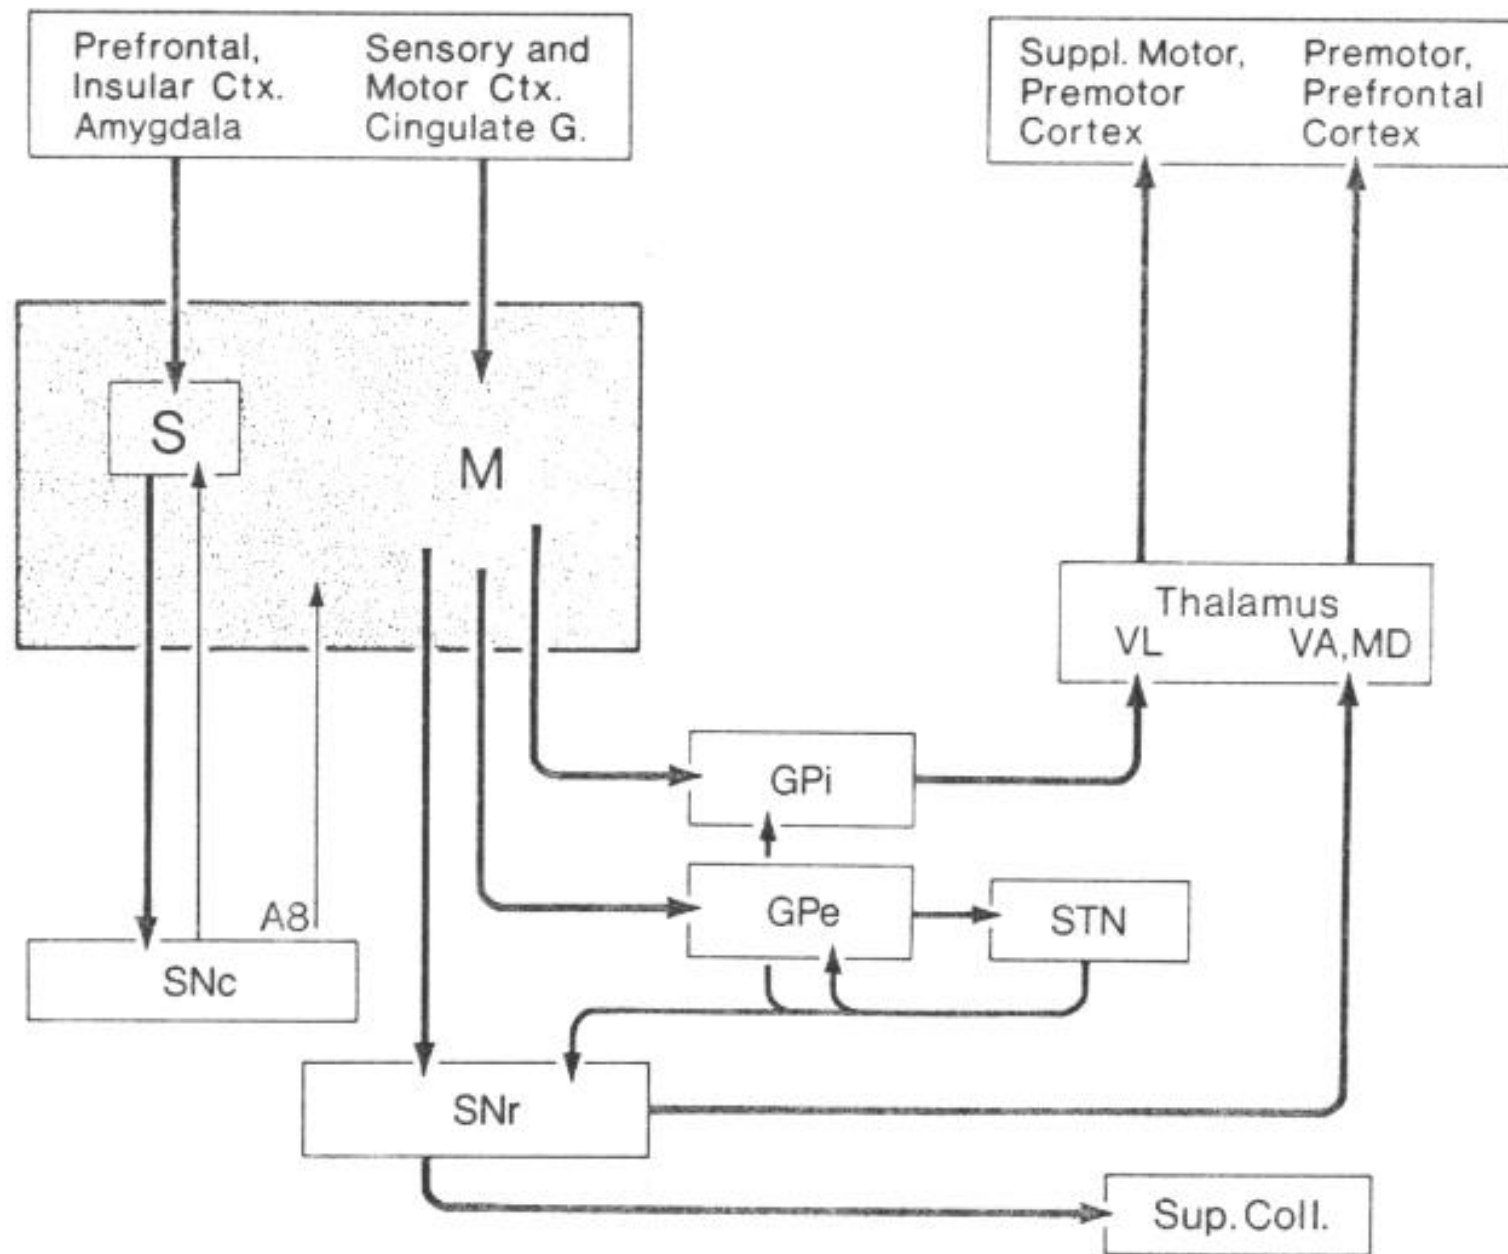 Prefrontal,
Insular Ctx.
Amygdala
Sensory and
Motor Ctx.
Cingulate G.
Suppl. Motor,
Premotor
Cortex
Premotor,
Prefrontal
Cortex
S
M
Thalamus
VL
VA,MD
GPi
GPe
STN
A8
SNc
SNr
Sup. Coll.